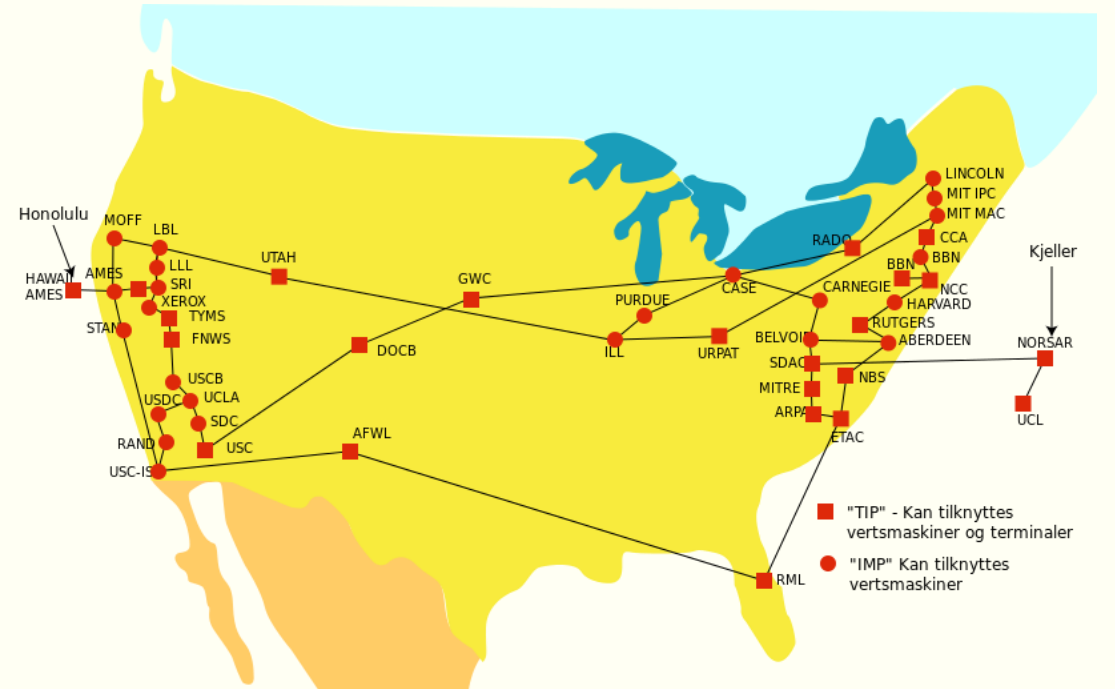 LINCOLN
MIT IPC
MIT MAC
Honolulu
MOFF
LBL
RADC
CCA
Kjeller
UTAH
BBN
LLL
BBN
HAWAI
AMES
AMES
SRI
GWC
CASE
CARNEGIE
NCC
XEROX
PURDUE
HARVARD
TYMS
STAN
RUTGERS
FNWS
BELVOI
ABERDEEN
NORSAR
DOCB
ILL
URPAT
SDAC
NBS
USCB
MITRE
USDC
UCLA
ARPA
UCL
SDC
AFWL
ETAC
RAND
USC
USC-IS
"TIP" - Kan tilknyttes
vertsmaskiner og terminaler
"IMP" Kan tilknyttes
vertsmaskiner
RML